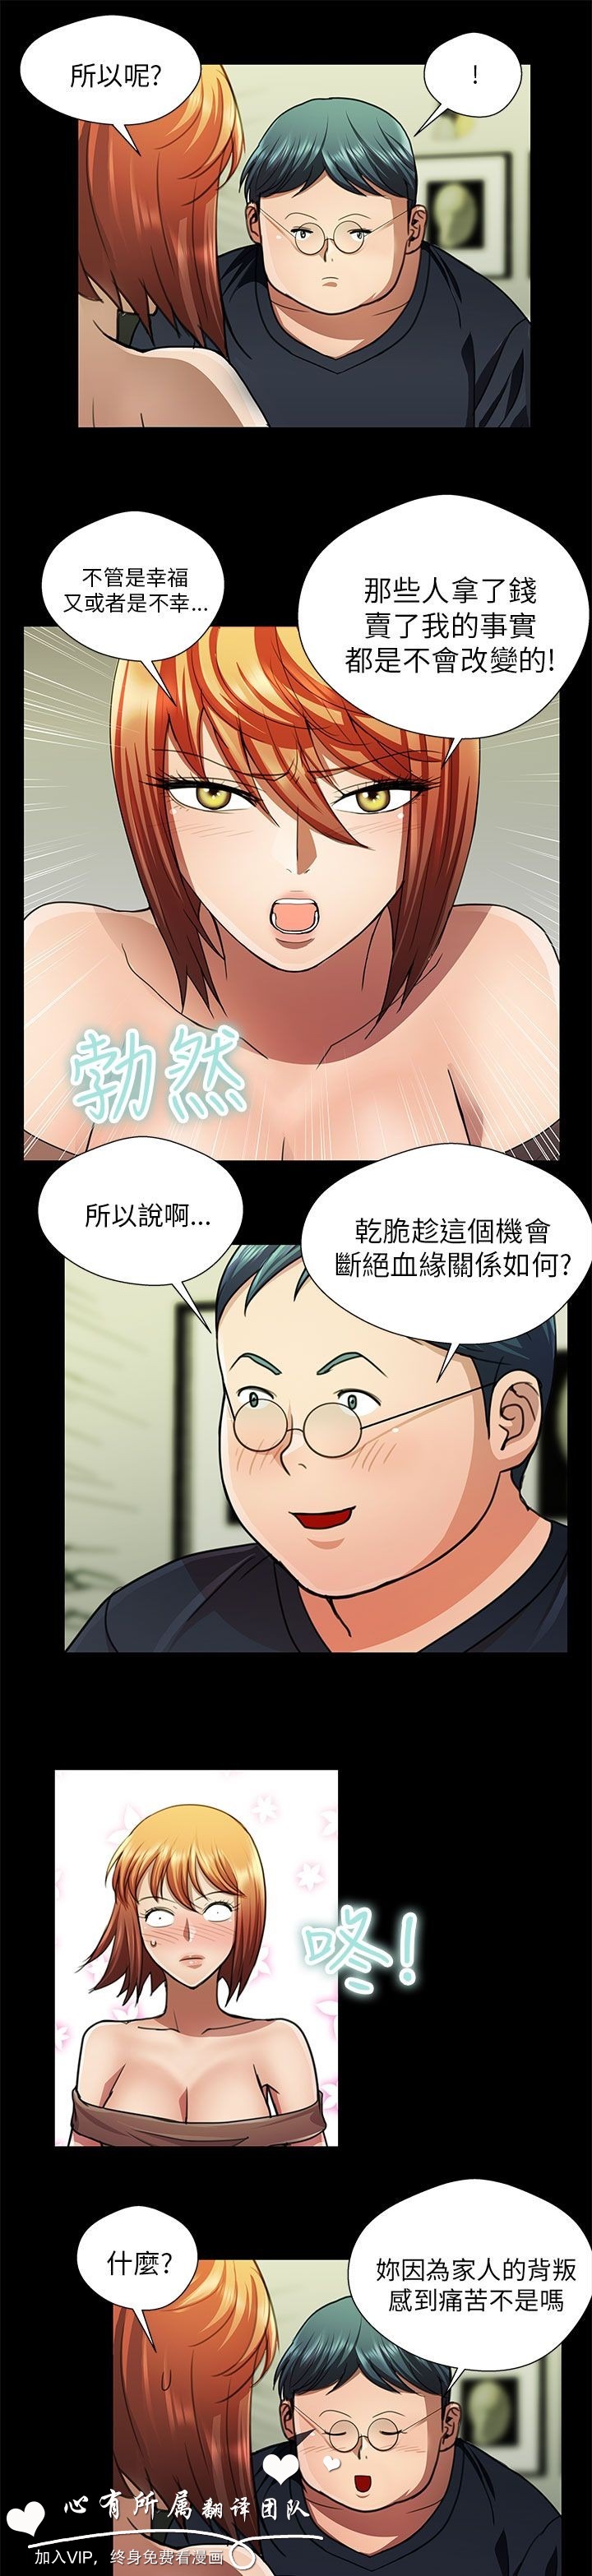 所以呢?
!
不管是幸福
又或者是不幸...
那些人拿了錢
賣了我的事實
都是不會改變的!
勃然
所以說啊...
乾脆趁這個機會
斷絕血緣關係如何?
咚!
什麼?
妳因為家人的背叛
感到痛苦不是嗎
心有所属翻译团队
加入VIP，终身免费看漫画